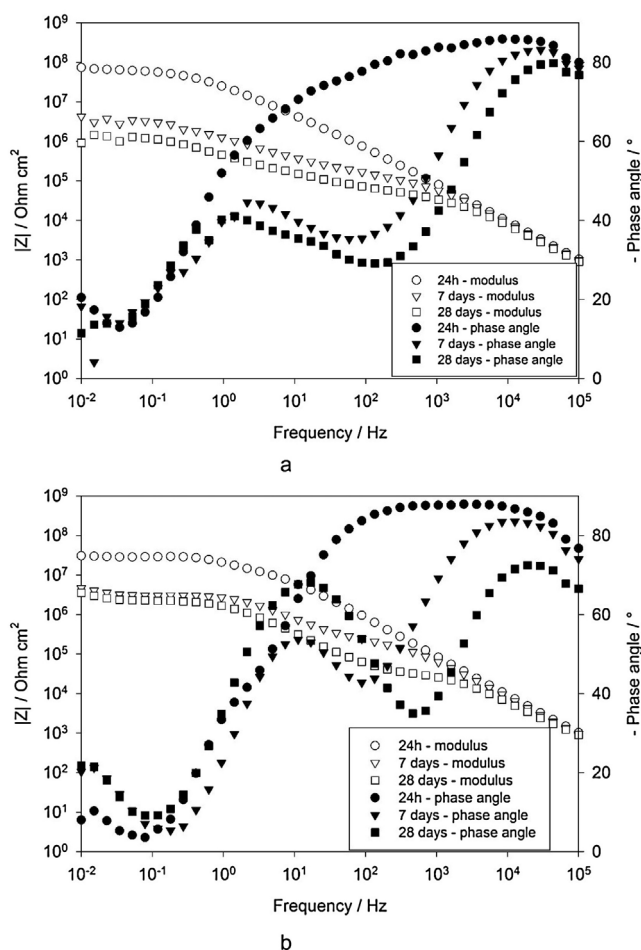 10⁹
10⁸
10⁷
10⁶
10⁵
10⁴
10³
10²
10¹
10⁰
|Z| / Ohm cm²
80
60
40
20
0
- Phase angle / °
24h - modulus
7 days - modulus
28 days - modulus
24h - phase angle
7 days - phase angle
28 days - phase angle
10⁻² 10⁻¹ 10⁰ 10¹ 10² 10³ 10⁴ 10⁵
Frequency / Hz
a
10⁹
10⁸
10⁷
10⁶
10⁵
10⁴
10³
10²
10¹
10⁰
|Z| / Ohm cm²
80
60
40
20
0
- Phase angle / °
24h - modulus
7 days - modulus
28 days - modulus
24h - phase angle
7 days - phase angle
28 days - phase angle
10⁻² 10⁻¹ 10⁰ 10¹ 10² 10³ 10⁴ 10⁵
Frequency / Hz
b